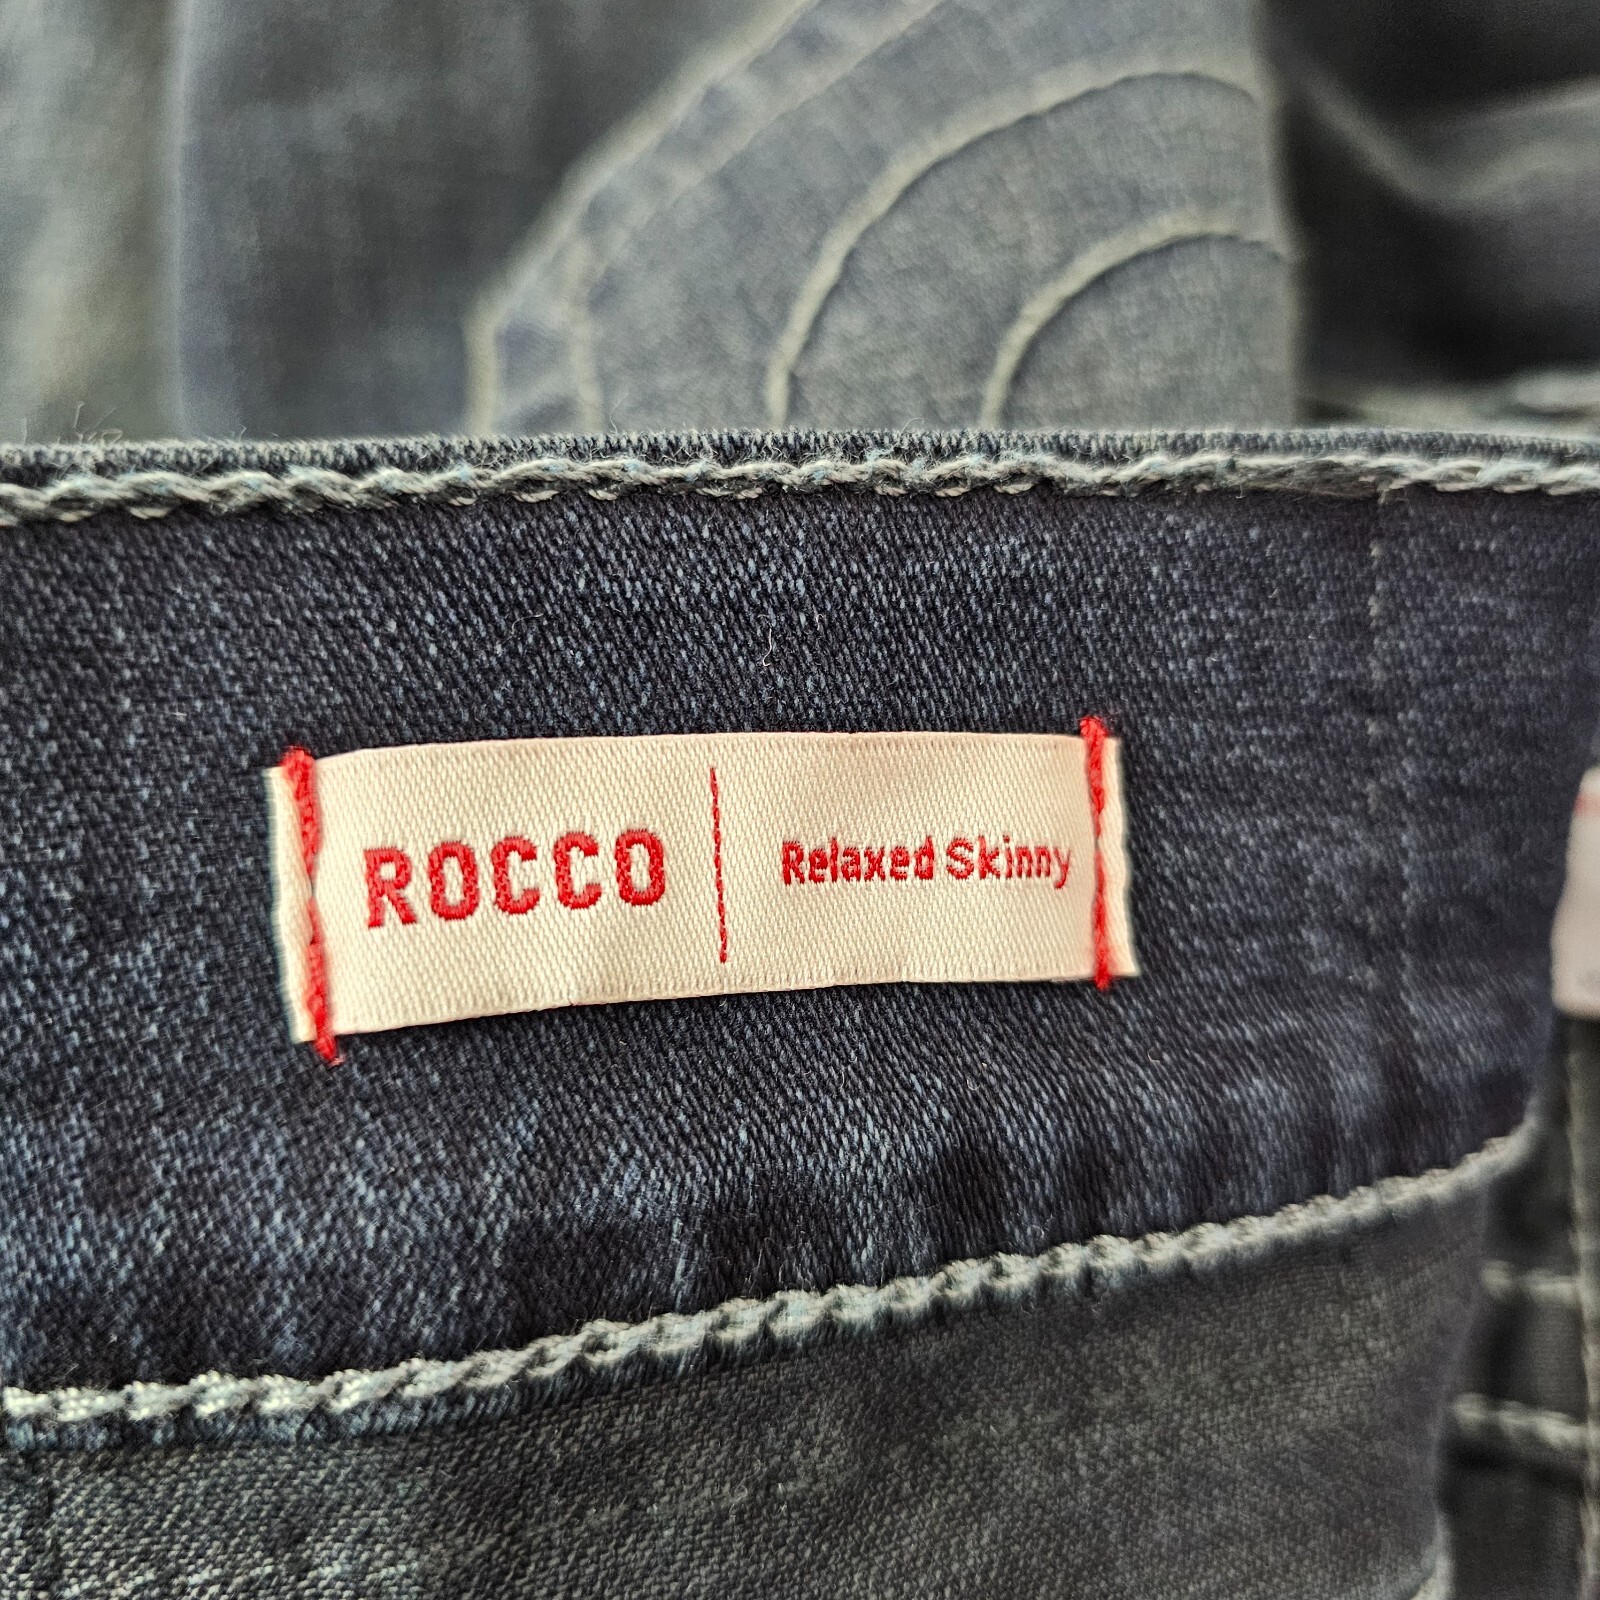 ROCCO | Relaxed Skinny